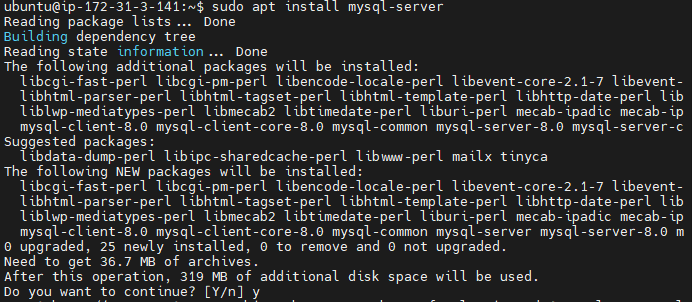 ubuntu@ip-172-31-3-141:~$ sudo apt install mysql-server
Reading package lists... Done
Building dependency tree
Reading state information... Done
The following additional packages will be installed:
  libcgi-fast-perl libcgi-pm-perl libencode-locale-perl libevent-core-2.1-7 libevent-
  libhtml-parser-perl libhtml-tagset-perl libhtml-template-perl libhttp-date-perl lib
  liblwp-mediatypes-perl libmecab2 libtimedate-perl liburi-perl mecab-ipadic mecab-ip
  mysql-client-8.0 mysql-client-core-8.0 mysql-common mysql-server-8.0 mysql-server-c
Suggested packages:
  libdata-dump-perl libipc-sharedcache-perl libwww-perl mailx tinyca
The following NEW packages will be installed:
  libcgi-fast-perl libcgi-pm-perl libencode-locale-perl libevent-core-2.1-7 libevent-
  libhtml-parser-perl libhtml-tagset-perl libhtml-template-perl libhttp-date-perl lib
  liblwp-mediatypes-perl libmecab2 libtimedate-perl liburi-perl mecab-ipadic mecab-ip
  mysql-client-8.0 mysql-client-core-8.0 mysql-common mysql-server mysql-server-8.0 m
0 upgraded, 25 newly installed, 0 to remove and 0 not upgraded.
Need to get 36.7 MB of archives.
After this operation, 319 MB of additional disk space will be used.
Do you want to continue? [Y/n] y